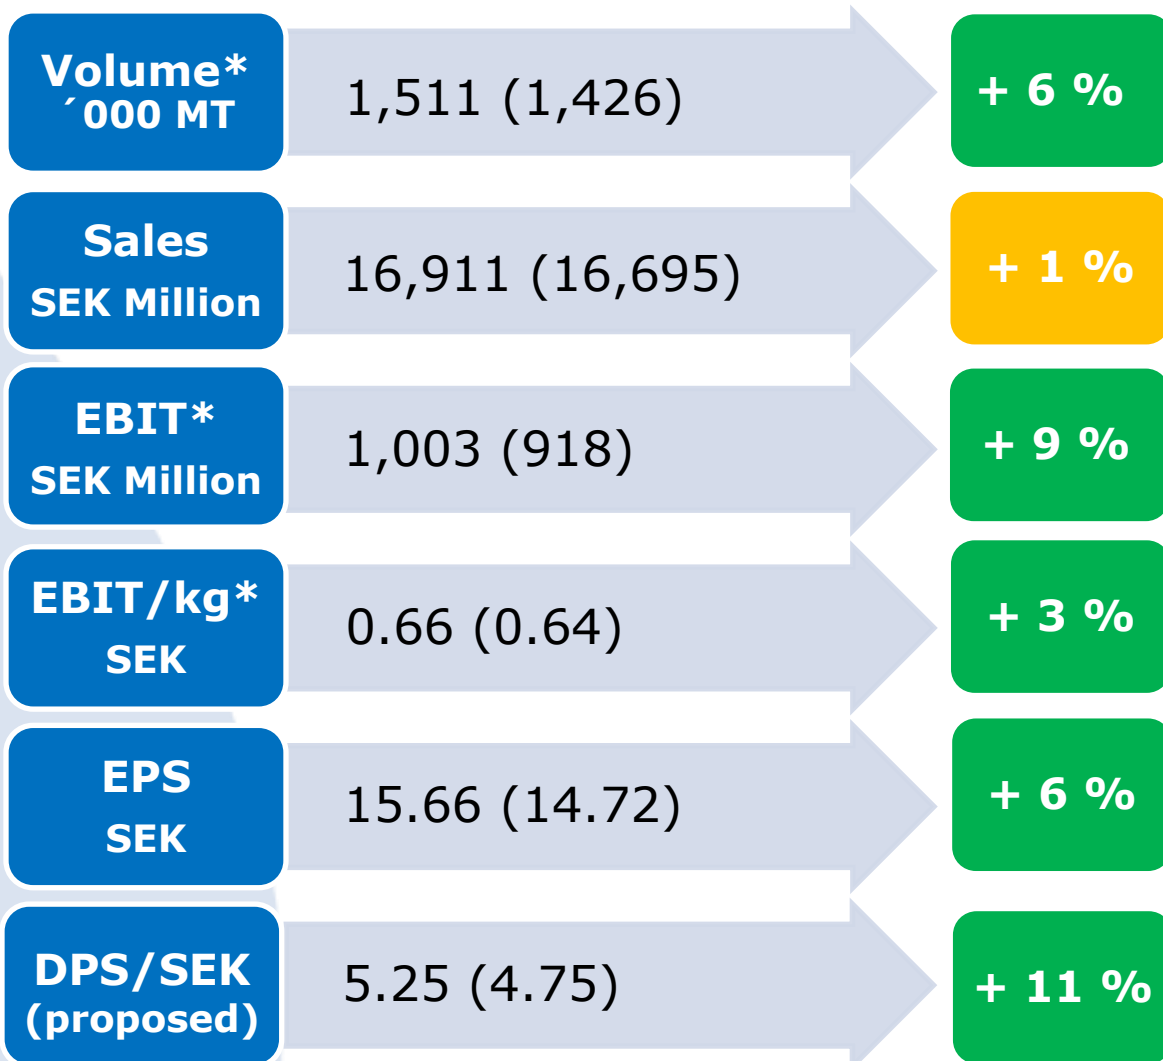 Volume*
´000 MT
1,511 (1,426)
+ 6 %
Sales
SEK Million
16,911 (16,695)
+ 1 %
EBIT*
SEK Million
1,003 (918)
+ 9 %
EBIT/kg*
SEK
0.66 (0.64)
+ 3 %
EPS
SEK
15.66 (14.72)
+ 6 %
DPS/SEK
(proposed)
5.25 (4.75)
+ 11 %